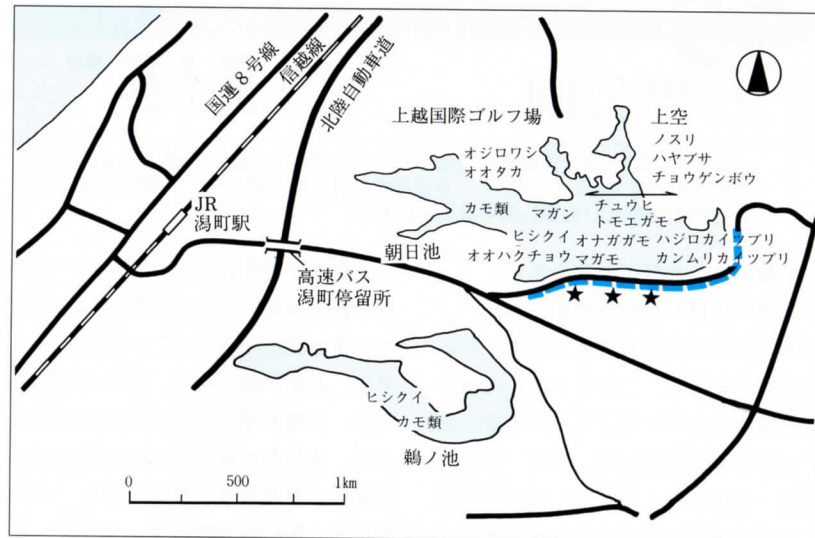 国運8号線
信越線
北陸自動車道
JR
潟町駅
高速バス
潟町停留所
上越国際ゴルフ場
上空
ノスリ
ハヤブサ
チョウゲンボウ
オジロワシ
オオタカ
カモ類
マガン
チュウヒ
トモエガモ
朝日池
ヒシクイ
オナガガモ
ハジロカイツブリ
オオハクチョウ
マガモ
カンムリカイツブリ
ヒシクイ
カモ類
鵜ノ池
0
500
1km